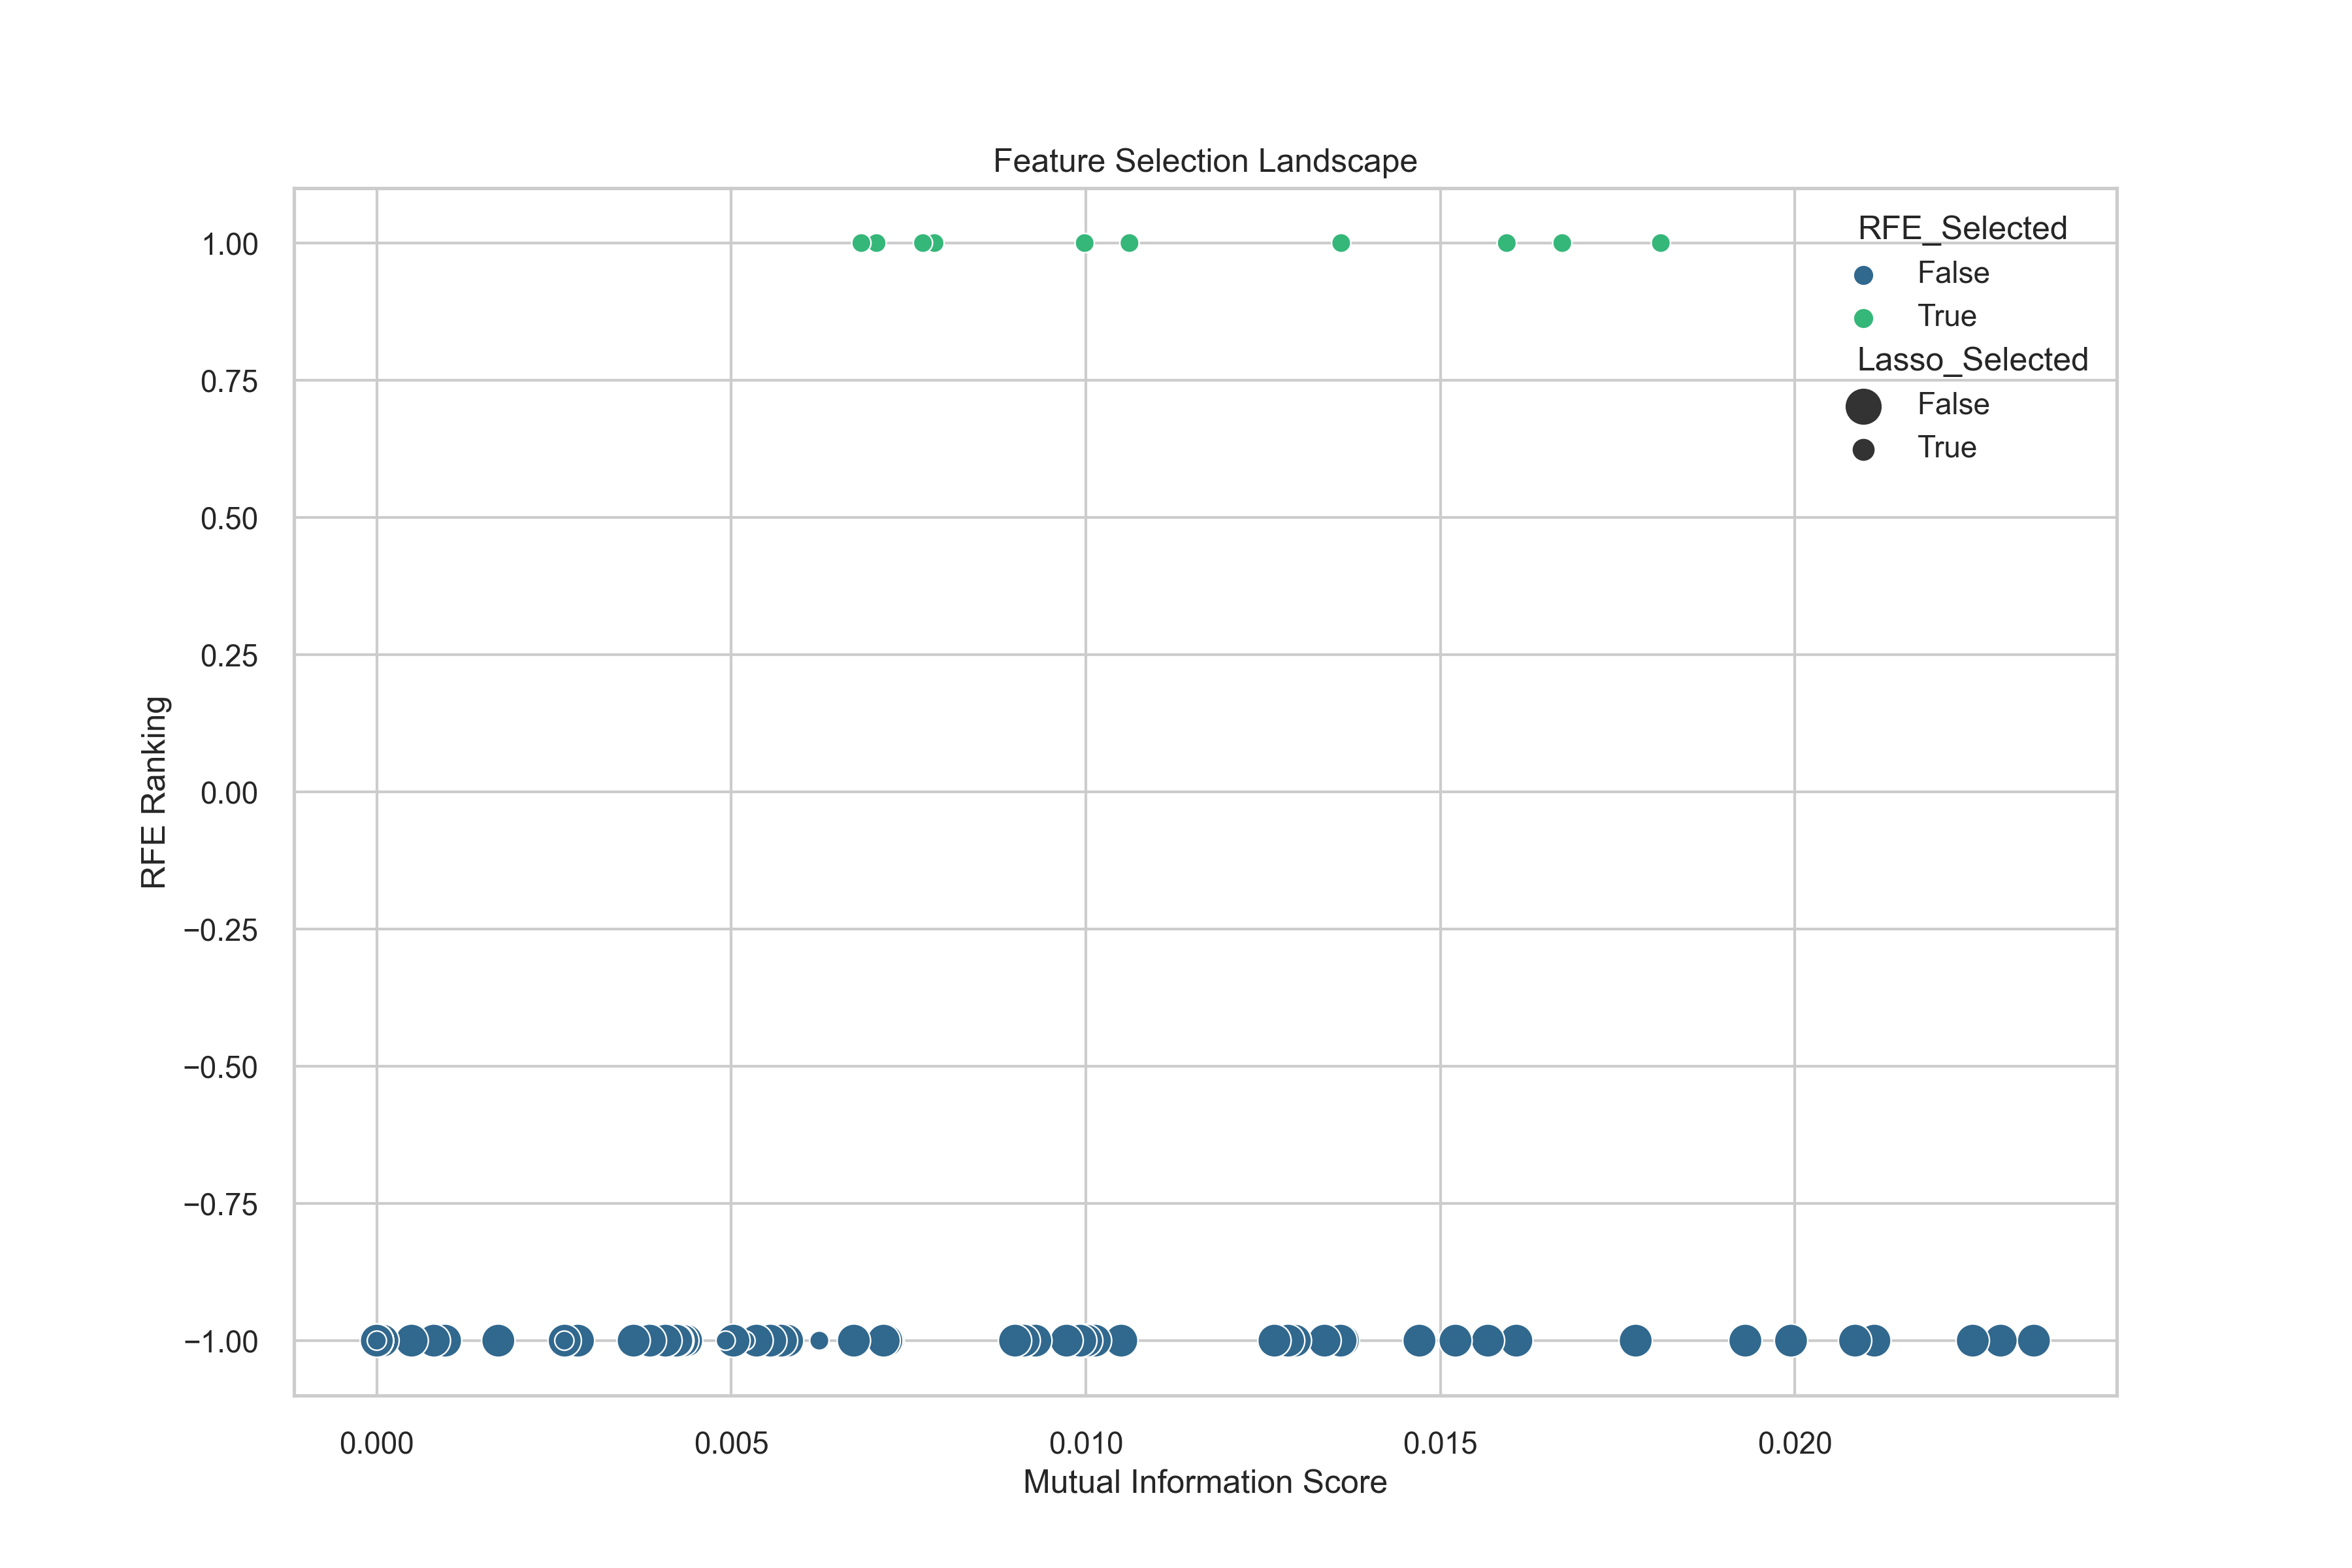 Feature Selection Landscape
RFE_Selected
False
True
Lasso_Selected
False
True
1.00
0.75
0.50
0.25
0.00
−0.25
−0.50
−0.75
−1.00
RFE Ranking
0.000 0.005 0.010 0.015 0.020
Mutual Information Score